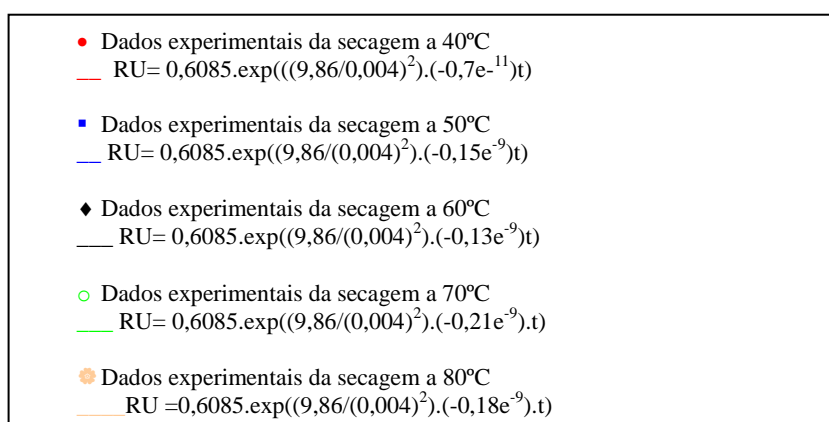 • Dados experimentais da secagem a 40ºC
__ RU= 0,6085.exp(((9,86/0,004)²).(-0,7e-¹¹)t)
▪ Dados experimentais da secagem a 50ºC
__ RU= 0,6085.exp((9,86/(0,004)²).(-0,15e⁻⁹)t)
♦ Dados experimentais da secagem a 60ºC
___ RU= 0,6085.exp((9,86/(0,004)²).(-0,13e⁻⁹)t)
○ Dados experimentais da secagem a 70ºC
___ RU= 0,6085.exp((9,86/(0,004)²).(-0,21e⁻⁹).t)
Dados experimentais da secagem a 80ºC
____RU =0,6085.exp((9,86/(0,004)²).(-0,18e⁻⁹).t)